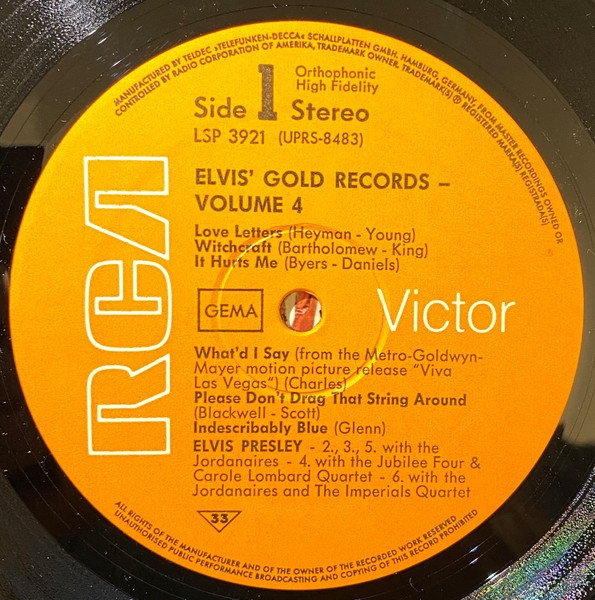 MANUFACTURED BY TELDEC »TELEFUNKEN-DECCA« SCHALLPLATTEN GMBH, HAMBURG, GERMANY, FROM MASTER RECORDINGS OWNED OR
CONTROLLED BY RADIO CORPORATION OF AMERICA, TRADEMARK OWNER. TRADEMARK(S) ® REGISTERED MARKA(S) REGISTRADA(S)
Side 1 Stereo
Orthophonic
High Fidelity
LSP 3921 (UPRS-8483)
ELVIS' GOLD RECORDS –
VOLUME 4
Love Letters (Heyman - Young)
Witchcraft (Bartholomew - King)
It Hurts Me (Byers - Daniels)
RCA
GEMA
Victor
What'd I Say (from the Metro-Goldwyn-
Mayer motion picture release "Viva
Las Vegas") (Charles)
Please Don't Drag That String Around
(Blackwell - Scott)
Indescribably Blue (Glenn)
ELVIS PRESLEY - 2., 3., 5. with the
Jordanaires - 4. with the Jubilee Four &
Carole Lombard Quartet - 6. with the
Jordanaires and The Imperials Quartet
33
ALL RIGHTS OF THE MANUFACTURER AND OF THE OWNER OF THE RECORDED WORK RESERVED
UNAUTHORISED PUBLIC PERFORMANCE BROADCASTING AND COPYING OF THIS RECORD PROHIBITED